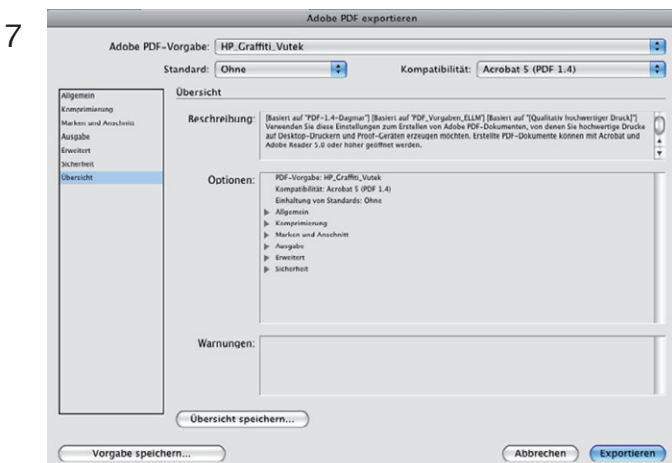 7
Adobe PDF exportieren
Adobe PDF-Vorgabe: HP_Graffiti_Vutek
Standard: Ohne Kompatibilität: Acrobat 5 (PDF 1.4)
Allgemein
Komprimierung
Marken und Anschnitt
Ausgabe
Erweitert
Sicherheit
Übersicht
Übersicht
Beschreibung: [Basiert auf "PDF-1.4-Dagmar"] [Basiert auf 'PDF_Vorgaben_ELLM'] [Basiert auf "[Qualitativ hochwertiger Druck]"]
Verwenden Sie diese Einstellungen zum Erstellen von Adobe PDF-Dokumenten, von denen Sie hochwertige Drucke
auf Desktop-Druckern und Proof-Geräten erzeugen möchten. Erstellte PDF-Dokumente können mit Acrobat und
Adobe Reader 5.0 oder höher geöffnet werden.
Optionen: PDF-Vorgabe: HP_Graffiti_Vutek
Kompatibilität: Acrobat 5 (PDF 1.4)
Einhaltung von Standards: Ohne
Allgemein
Komprimierung
Marken und Anschnitt
Ausgabe
Erweitert
Sicherheit
Warnungen:
Übersicht speichern...
Vorgabe speichern... Abbrechen Exportieren